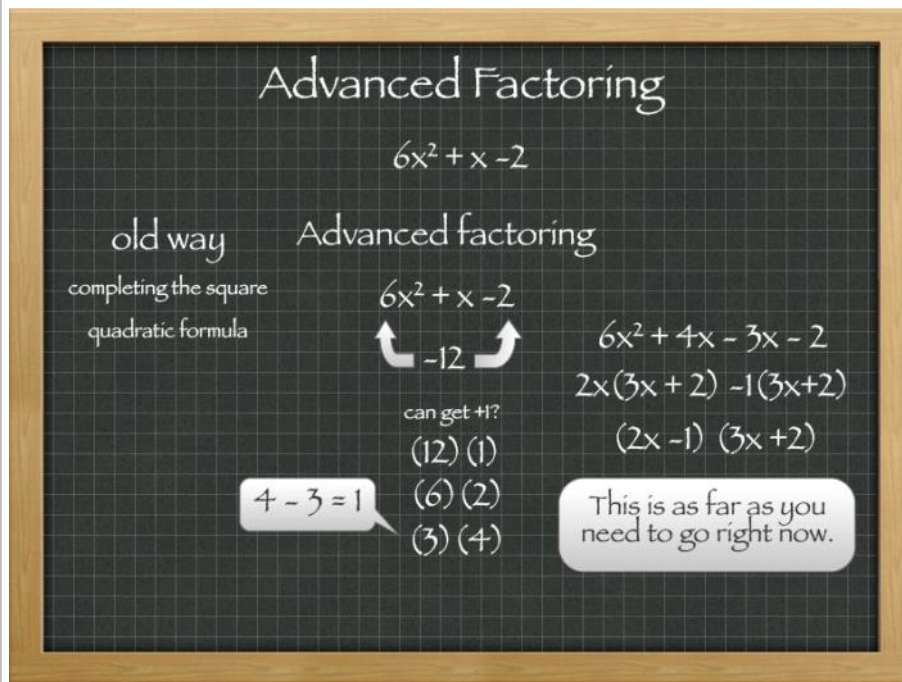 Advanced Factoring
6x² + x -2
old way
completing the square
quadratic formula
Advanced factoring
6x² + x -2
-12
can get +1?
(12) (1)
(6) (2)
(3) (4)
4 - 3 = 1
6x² + 4x - 3x - 2
2x(3x + 2) -1(3x+2)
(2x -1) (3x +2)
This is as far as you
need to go right now.